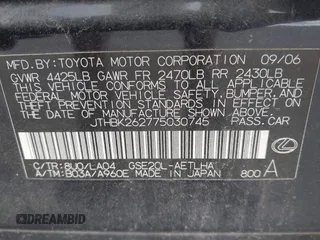 MFD.BY:TOYOTA MOTOR CORPORATION 09/06
GVWR 4425LB GAWR FR 2470LB RR 2430LB
THIS VEHICLE CONFORMS TO ALL APPLICABLE
FEDERAL MOTOR VEHICLE SAFETY, BUMPER, AND
THEFT PREVENTION STANDARDS IN EFFECT ON
THE DATE OF MANUFACTURE SHOWN ABOVE.
JTHBK262775030745 PASS.CAR
C/TR:8U0/LA04 GSE20L-AETLHA
A/TM:B03A/A960E MADE IN JAPAN 800 A